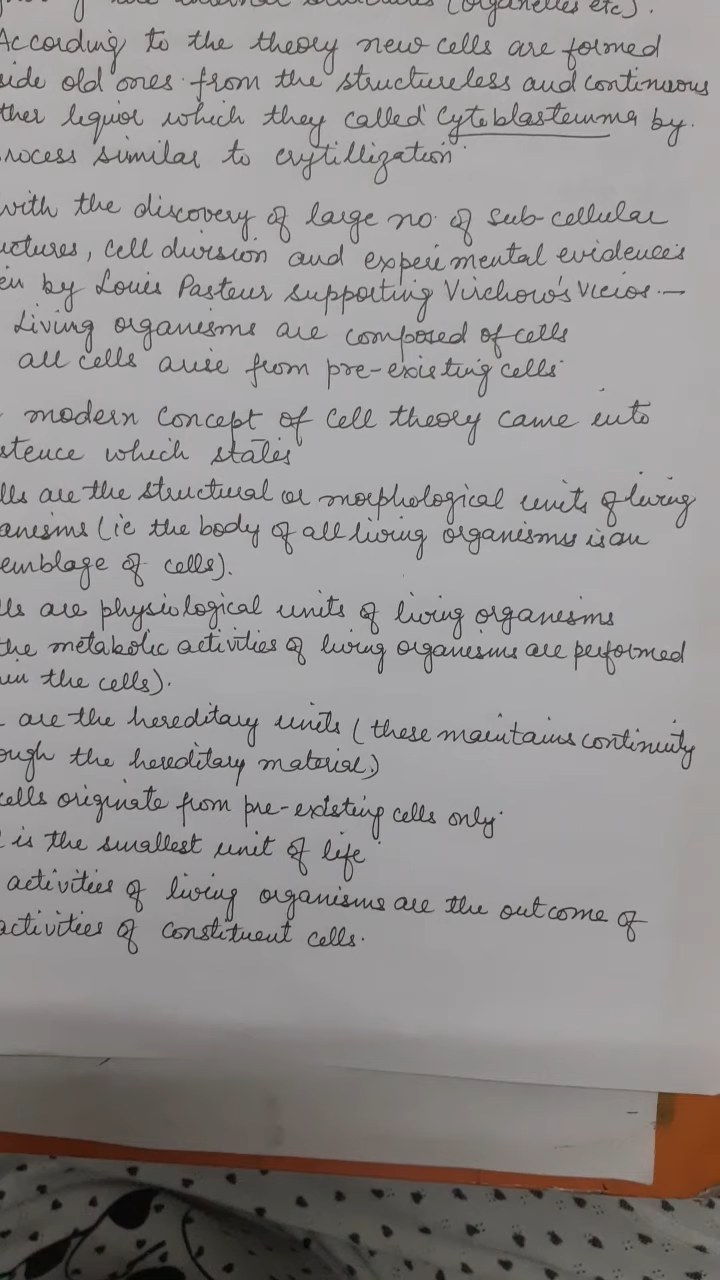 (organelles etc).
According to the theory new cells are formed
side old ones from the structureless and continuous
ther liquor which they called Cytoblastemma by.
rocess similar to crytillization.
with the discovery of large no. of sub-cellular
uctures, cell division and experimental evidences
en by Louis Pasteur supporting Virchow's Vieios.—
Living organisms are composed of cells
all cells arise from pre-existing cells.
modern concept of cell theory came into
stence which states
lls are the structural or morphological units of living
anisms (ie the body of all living organisms is an
emblage of cells).
lls are physiological units of living organisms
the metabolic activities of living organisms are performed
in the cells).
are the hereditary units (these maintains continuity
ough the hereditary material.)
cells originate from pre-existing cells only.
is the smallest unit of life
activities of living organisms are the outcome of
activities of constituent cells.